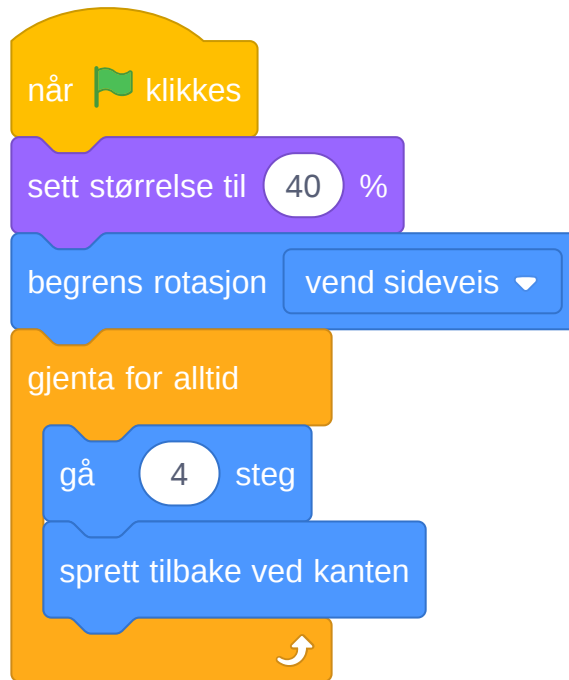 når klikkes
sett størrelse til 40 %
begrens rotasjon vend sideveis
gjenta for alltid
gå 4 steg
sprett tilbake ved kanten